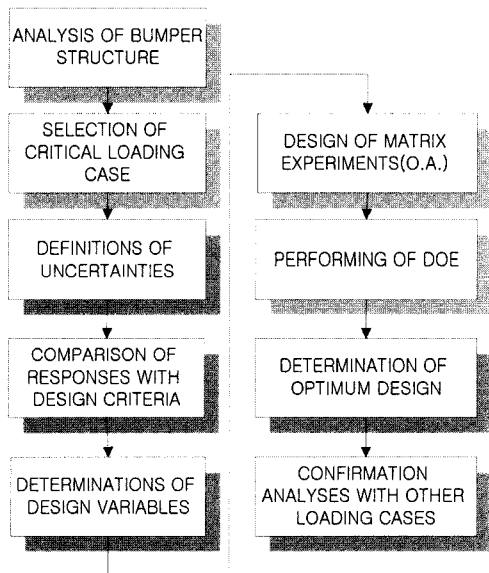 ANALYSIS OF BUMPER
STRUCTURE
SELECTION OF
CRITICAL LOADING
CASE
DEFINITIONS OF
UNCERTAINTIES
COMPARISON OF
RESPONSES WITH
DESIGN CRITERIA
DETERMINATIONS OF
DESIGN VARIABLES
DESIGN OF MATRIX
EXPERIMENTS(O.A.)
PERFORMING OF DOE
DETERMINATION OF
OPTIMUM DESIGN
CONFIRMATION
ANALYSES WITH OTHER
LOADING CASES